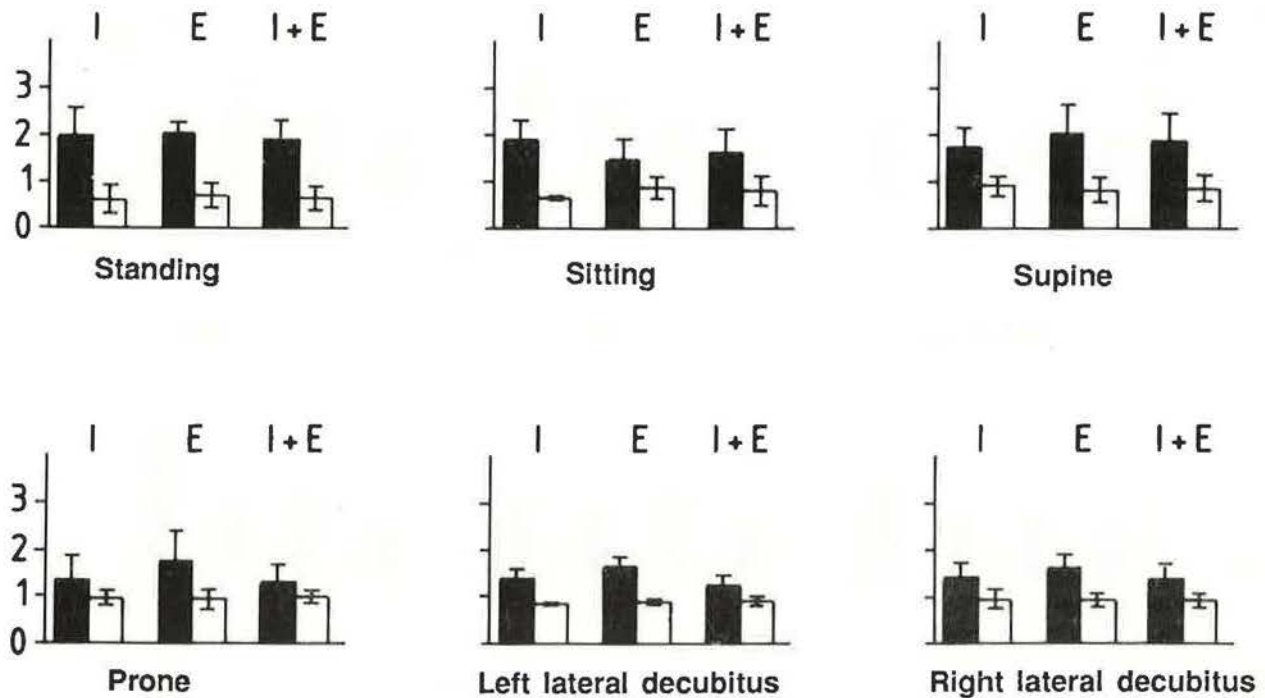 I E I + E I E I + E I E I + E
3
2
1
0
Standing Sitting Supine
I E I + E I E I + E I E I + E
3
2
1
0
Prone Left lateral decubitus Right lateral decubitus